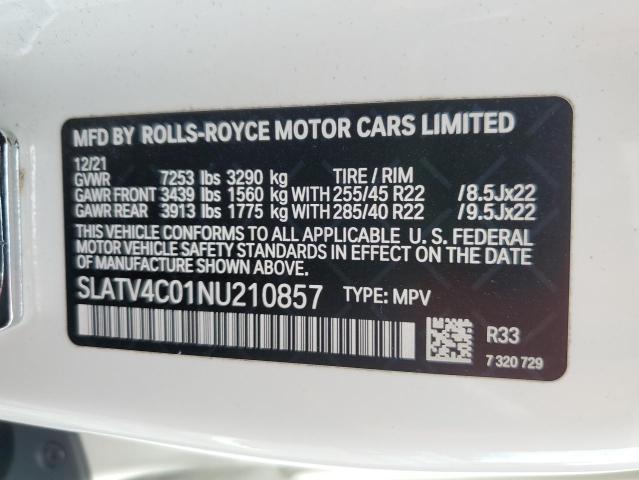 MFD BY ROLLS-ROYCE MOTOR CARS LIMITED
12/21
GVWR 7253 lbs 3290 kg TIRE / RIM
GAWR FRONT 3439 lbs 1560 kg WITH 255/45 R22 /8.5Jx22
GAWR REAR 3913 lbs 1775 kg WITH 285/40 R22 /9.5Jx22
THIS VEHICLE CONFORMS TO ALL APPLICABLE U. S. FEDERAL
MOTOR VEHICLE SAFETY STANDARDS IN EFFECT ON THE
DATE OF MANUFACTURE SHOWN ABOVE.
SLATV4C01NU210857 TYPE: MPV
R33
7 320 729